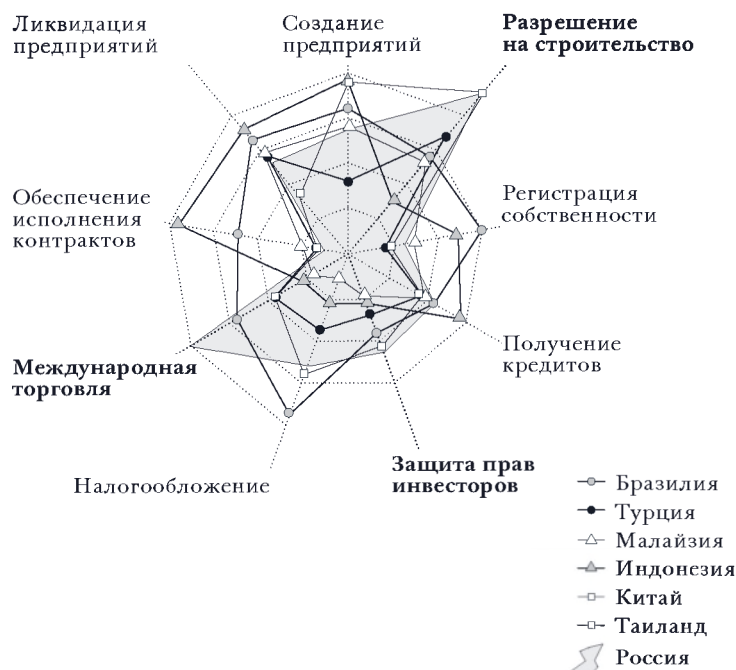 Ликвидация
предприятий
Создание
предприятий
Разрешение
на строительство
Обеспечение
исполнения
контрактов
Регистрация
собственности
Получение
кредитов
Международная
торговля
Защита прав
инвесторов
Налогообложение
Бразилия
Турция
Малайзия
Индонезия
Китай
Таиланд
Россия